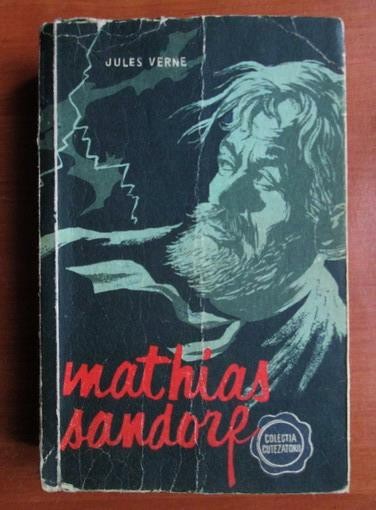 JULES VERNE
mathias
sandorf
COLECTIA
CUTEZATORII